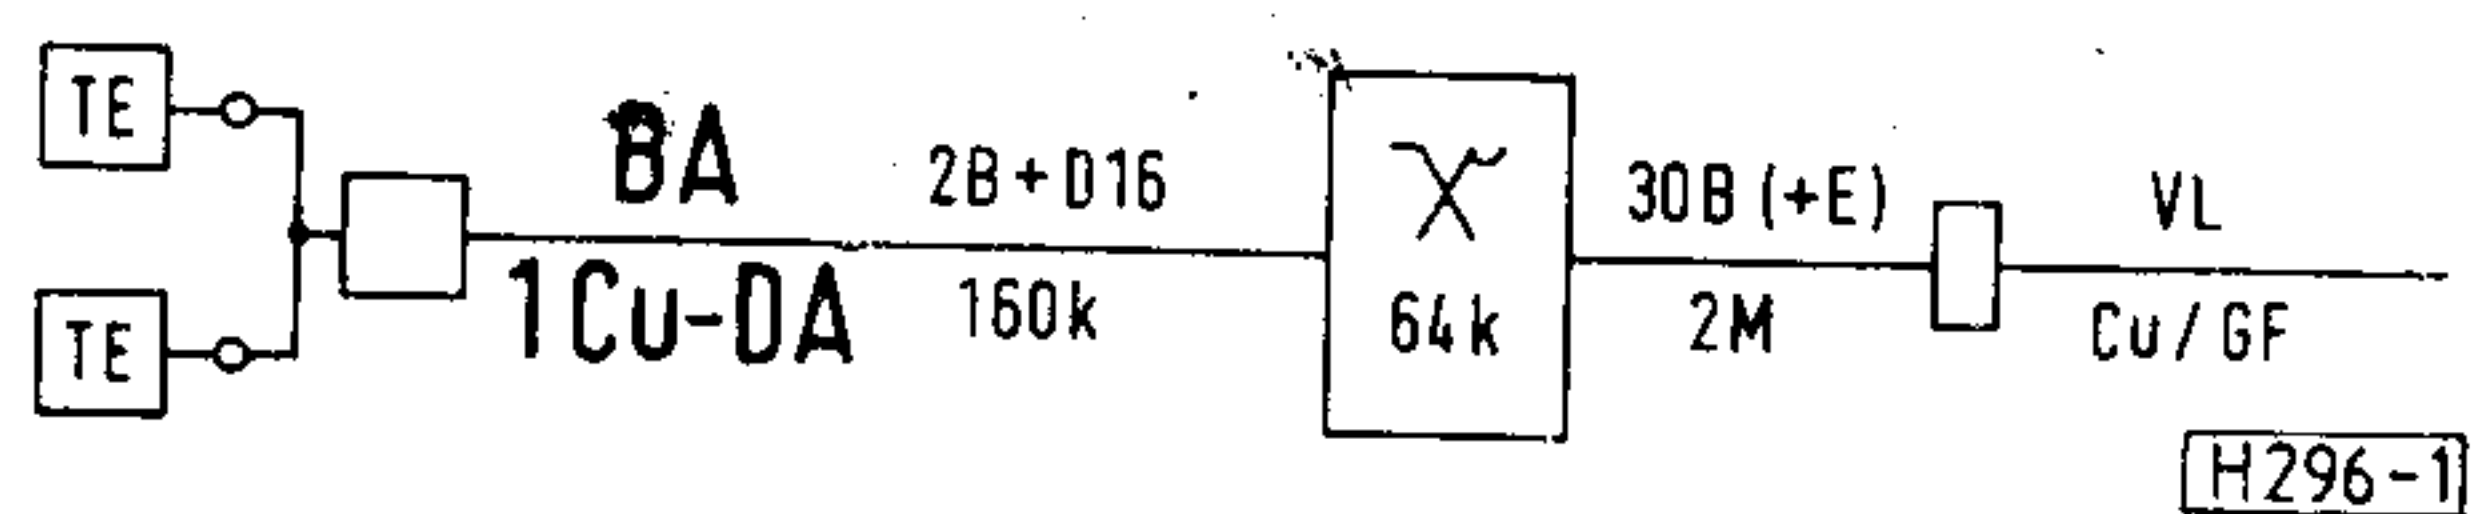 TE
TE
BA
1Cu-DA
2B+D16
160k
64k
30B (+E)
2M
VL
Cu/GF
H296-1